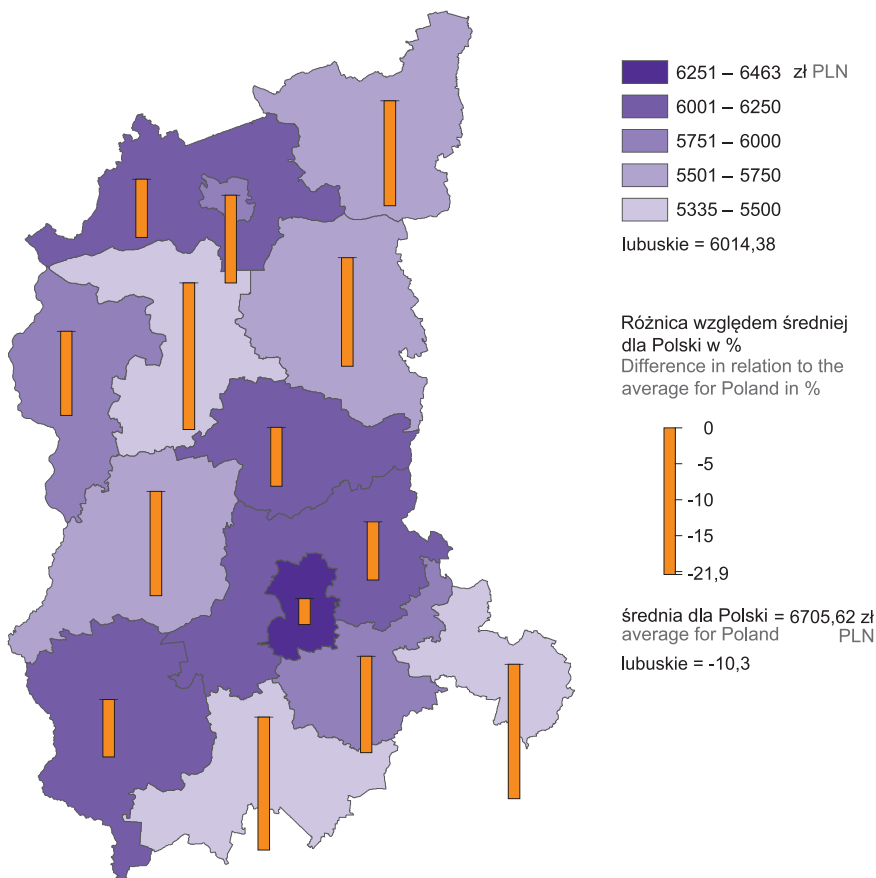 6251 – 6463 zł PLN
6001 – 6250
5751 – 6000
5501 – 5750
5335 – 5500
lubuskie = 6014,38
Różnica względem średniej
dla Polski w %
Difference in relation to the
average for Poland in %
0
-5
-10
-15
-21,9
średnia dla Polski = 6705,62 zł
average for Poland PLN
lubuskie = -10,3